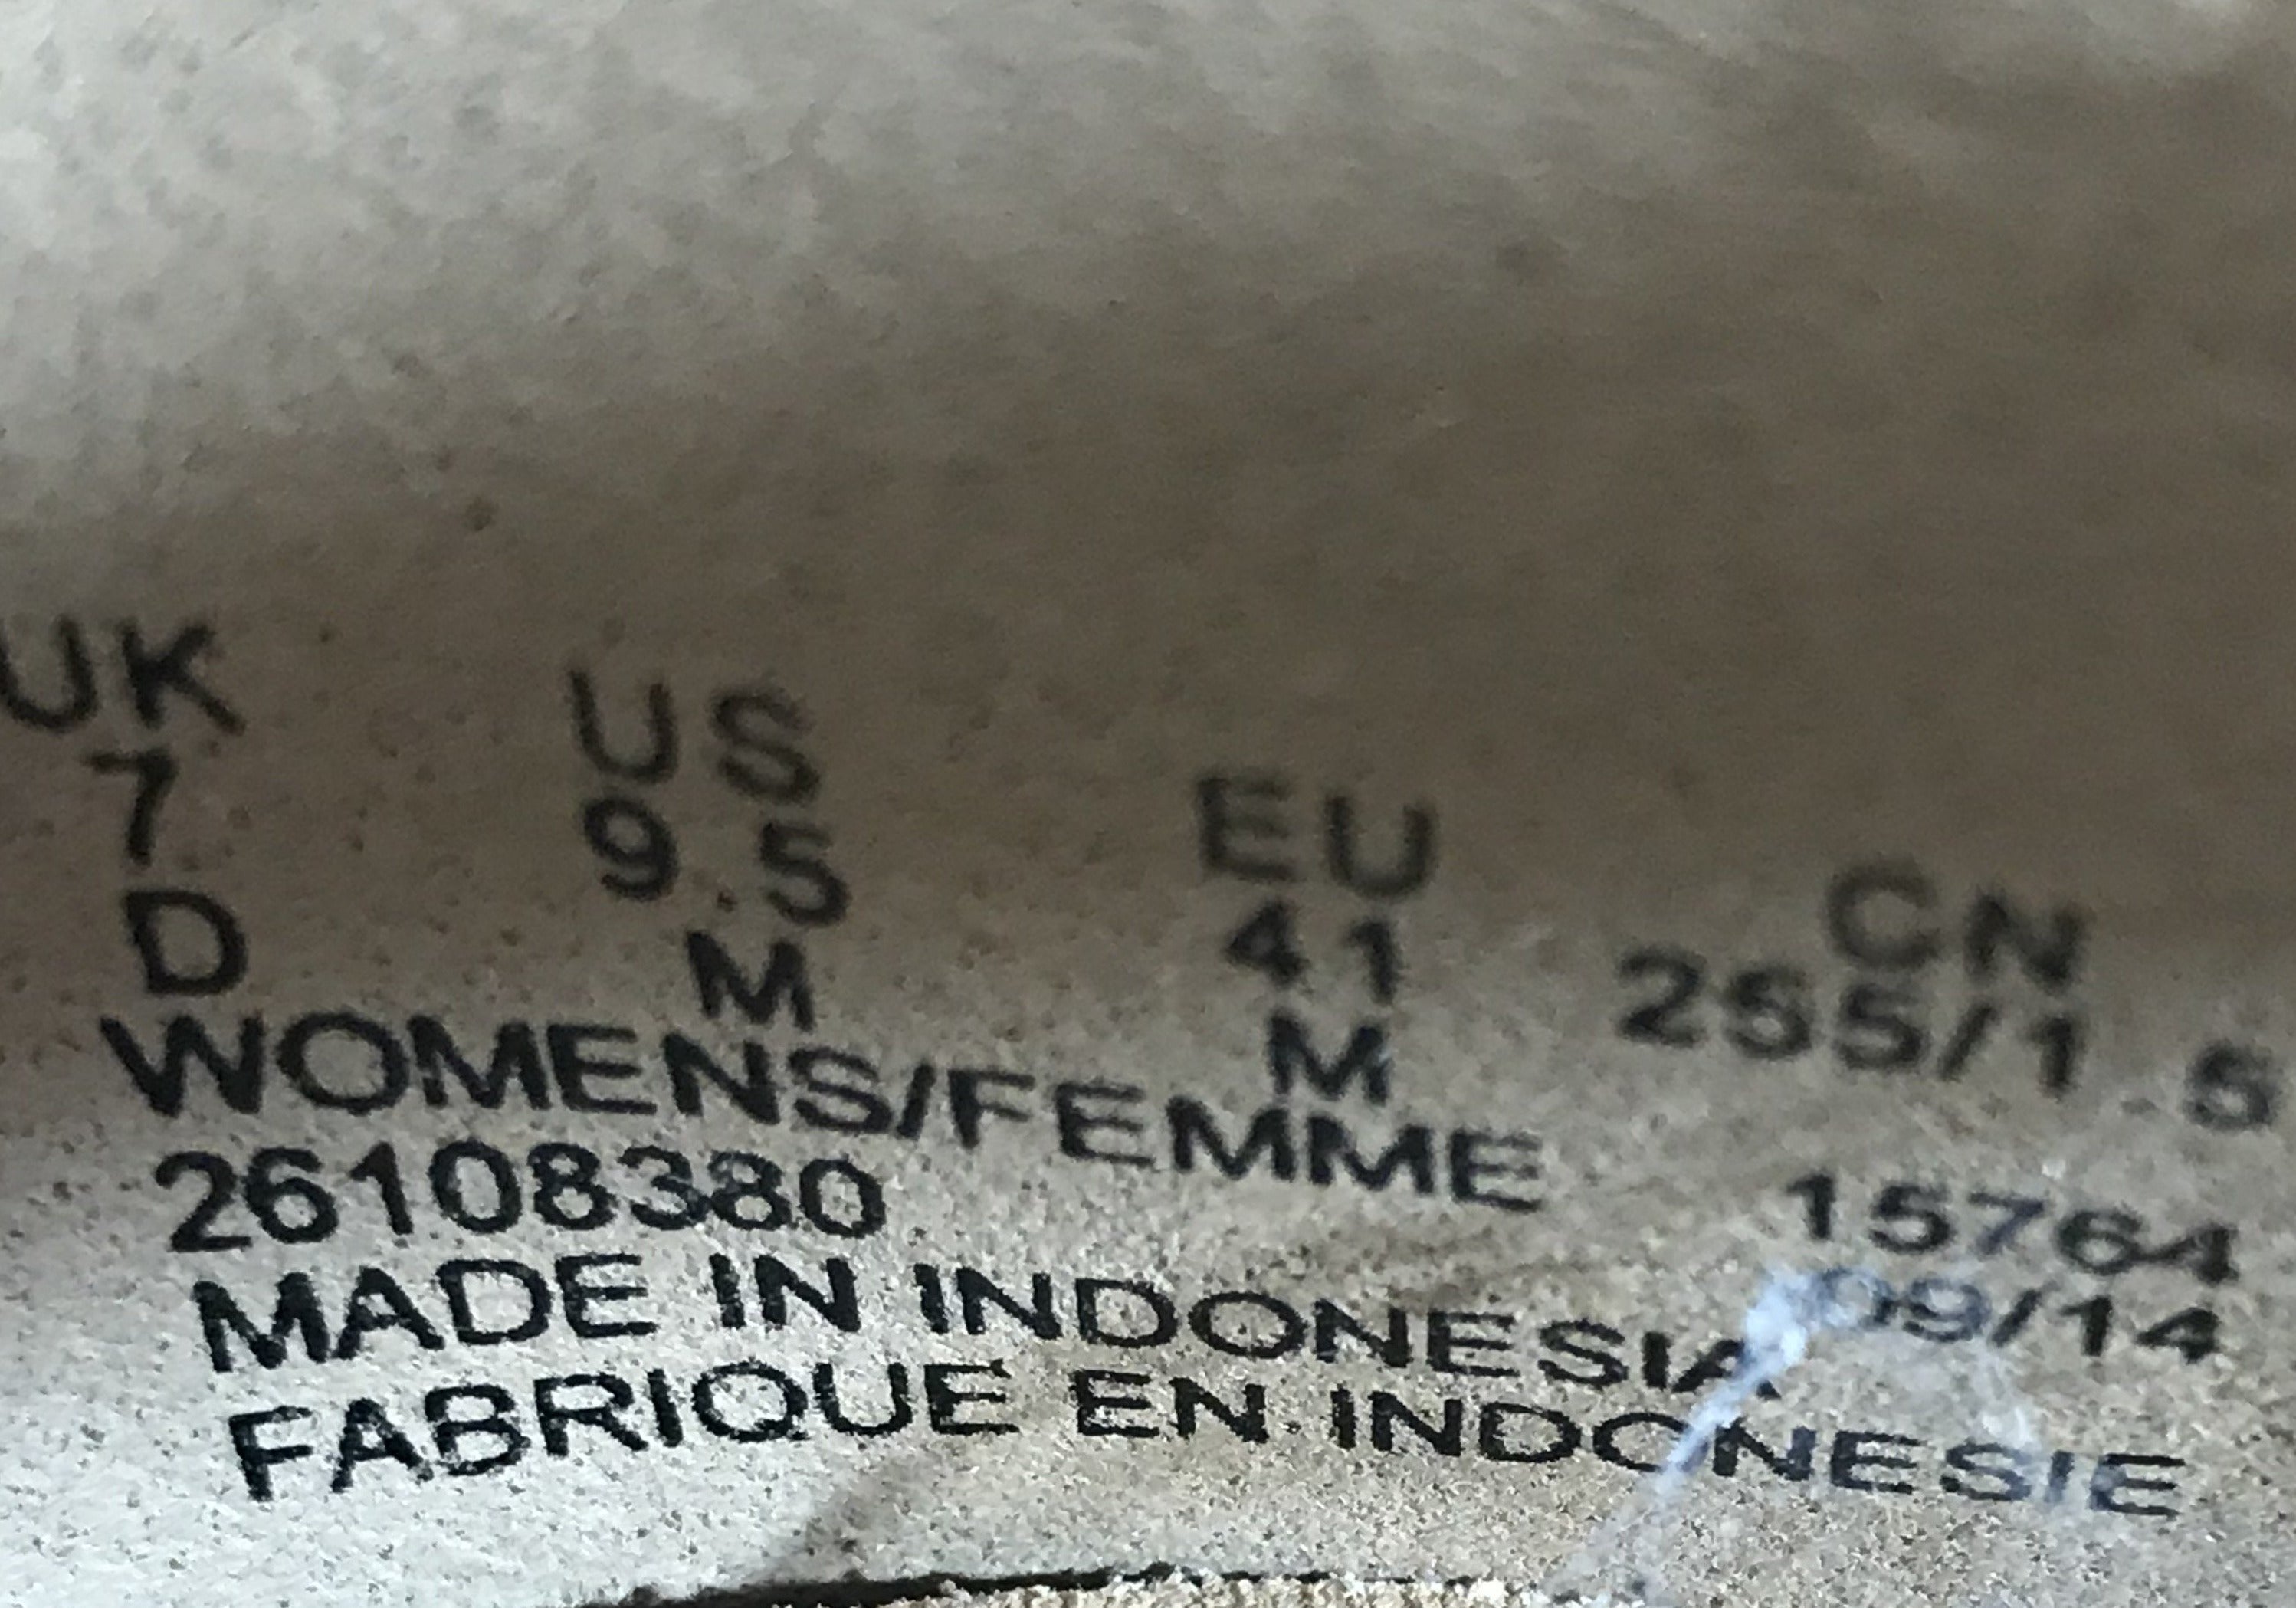 UK US EU CN
7 9.5 41 255/1.5
D M M
WOMENS/FEMME
26108380 15764
MADE IN INDONESIA 09/14
FABRIQUE EN INDONESIE